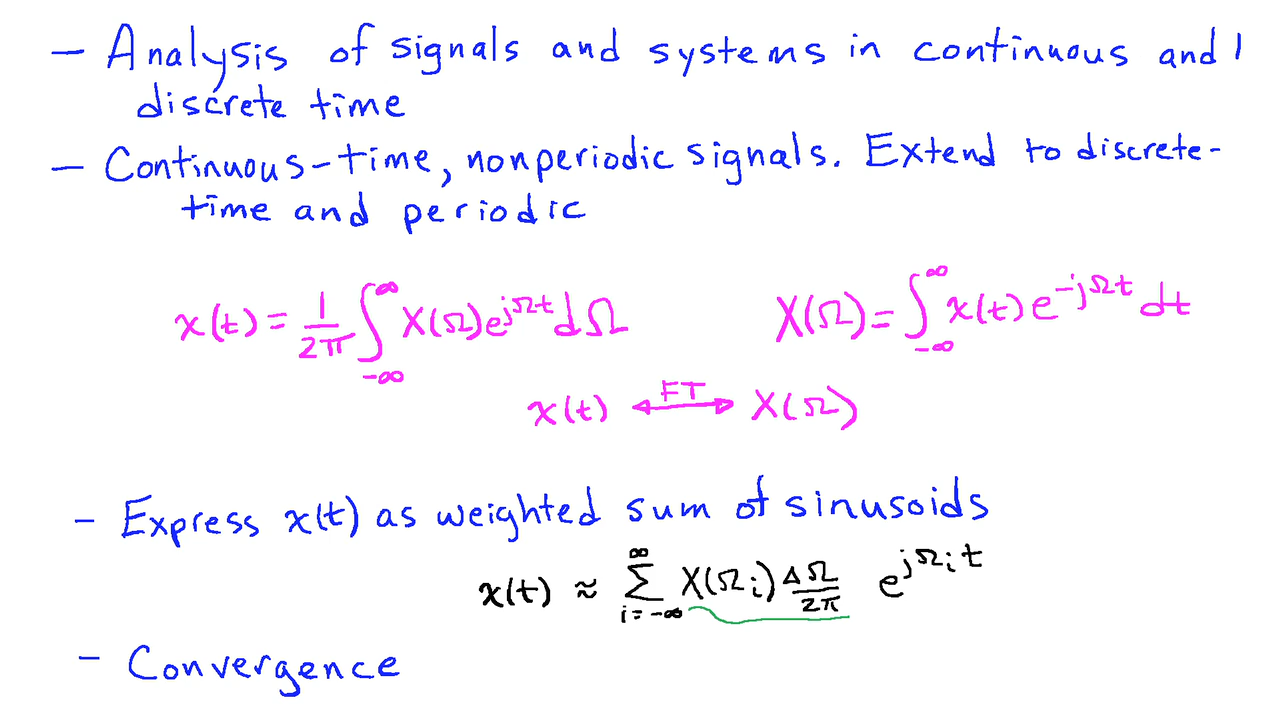 – Analysis of signals and systems in continuous and
discrete time
– Continuous-time, nonperiodic signals. Extend to discrete-
time and periodic
x(t) = 1/2π ∫_{-∞}^{∞} X(Ω)e^{jΩt} dΩ    X(Ω) = ∫_{-∞}^{∞} x(t) e^{-jΩt} dt
x(t) <—FT—> X(Ω)
- Express x(t) as weighted sum of sinusoids
x(t) ≈ Σ_{i=-∞}^{∞} X(Ω_i) ΔΩ/2π e^{jΩ_i t}
- Convergence